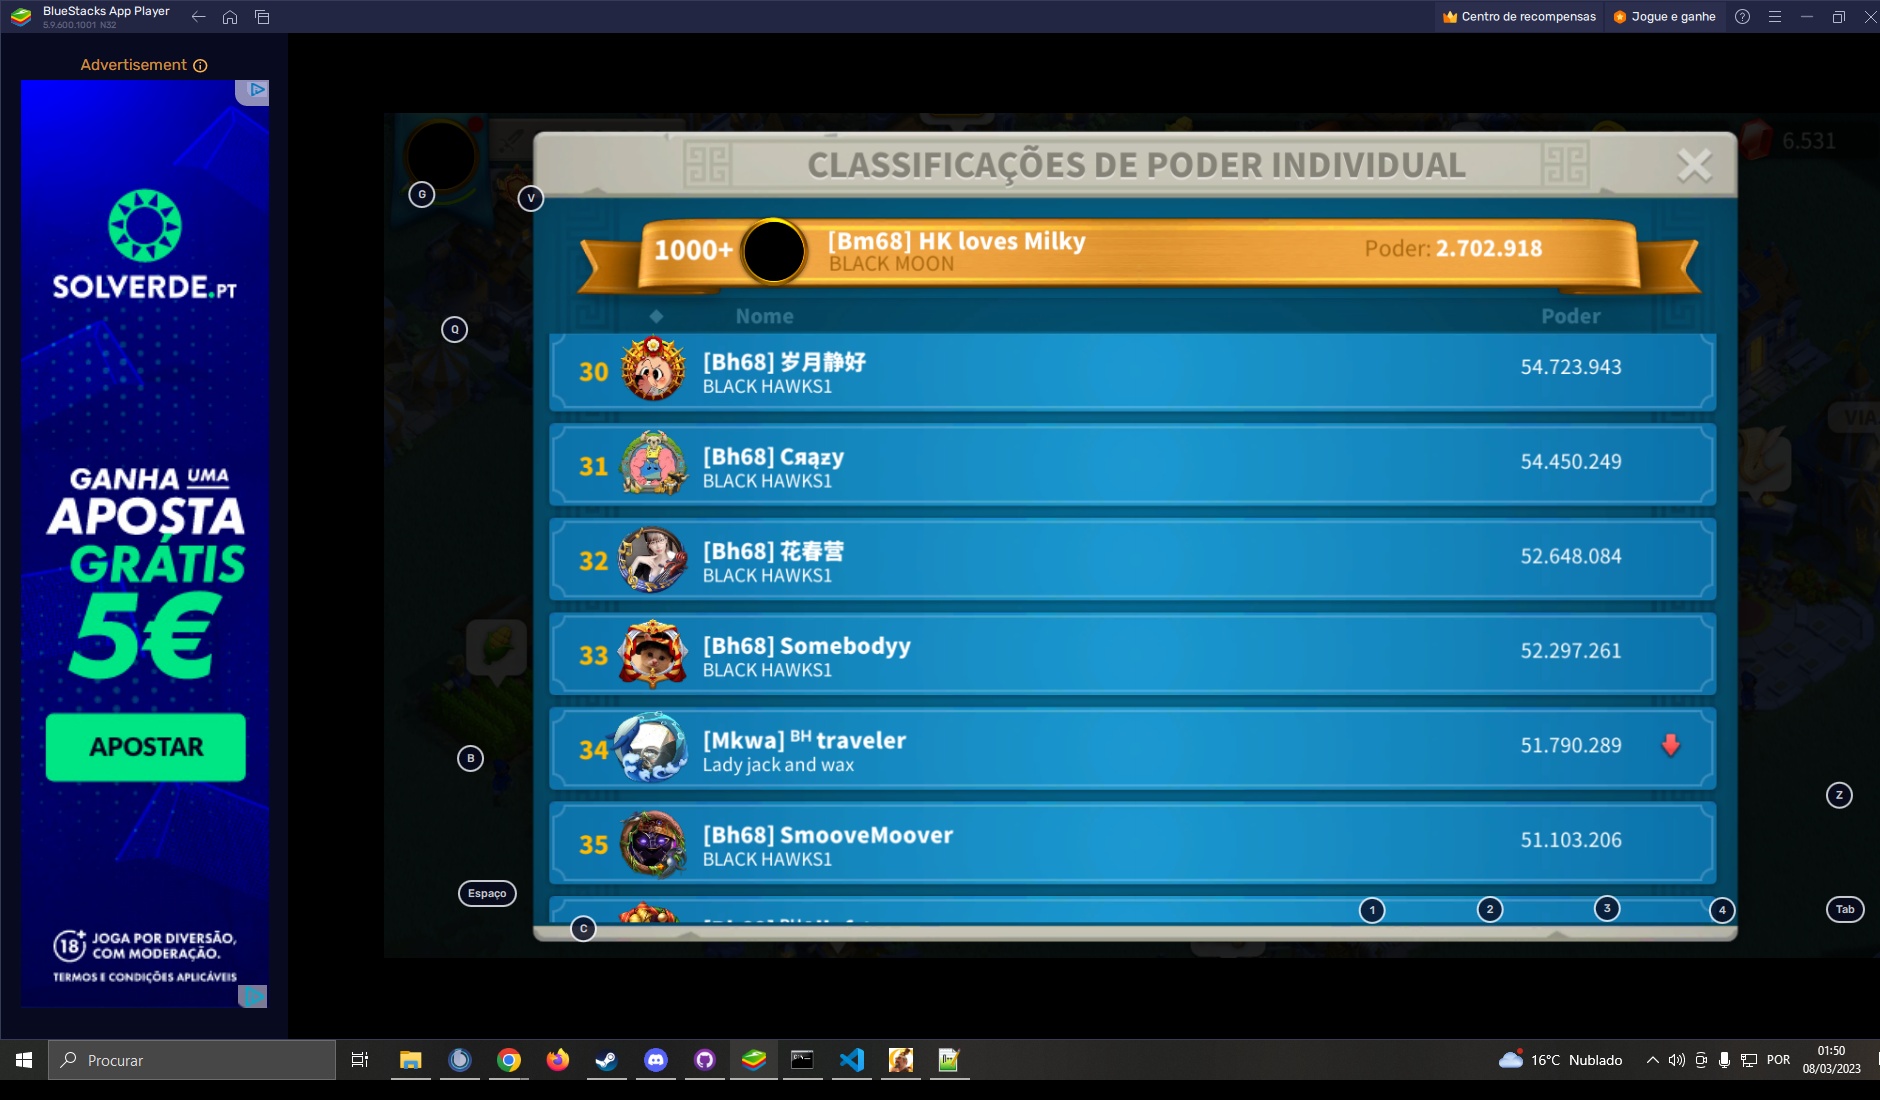 BlueStacks App Player
5.9.600.1001 N32
Centro de recompensas
Jogue e ganhe
Advertisement
SOLVERDE.PT
GANHA UMA
APOSTA
GRÁTIS
5€
APOSTAR
18+ JOGA POR DIVERSÃO,
COM MODERAÇÃO.
TERMOS E CONDIÇÕES APLICÁVEIS
6.531
CLASSIFICAÇÕES DE PODER INDIVIDUAL
G
V
1000+ [Bm68] HK loves Milky
BLACK MOON
Poder: 2.702.918
Q
Nome Poder
30 [Bh68] 岁月静好 54.723.943
BLACK HAWKS1
VIA
31 [Bh68] Cяąƶy 54.450.249
BLACK HAWKS1
32 [Bh68] 花春营 52.648.084
BLACK HAWKS1
33 [Bh68] Somebodyy 52.297.261
BLACK HAWKS1
34 [Mkwa] ᴮᴴ traveler 51.790.289
Lady jack and wax
B
Z
35 [Bh68] SmooveMoover 51.103.206
BLACK HAWKS1
Espaço
C
1
2
3
4
Tab
Procurar
16°C Nublado
POR
01:50
08/03/2023